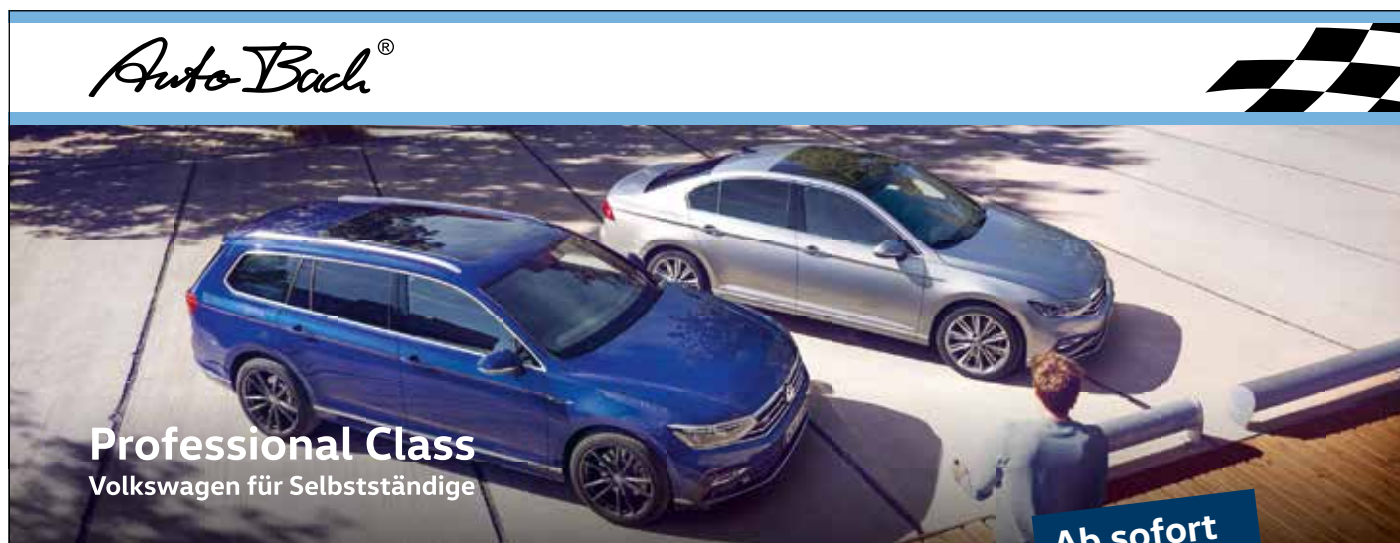 Auto Bach®
Professional Class
Volkswagen für Selbstständige
Ab sofort